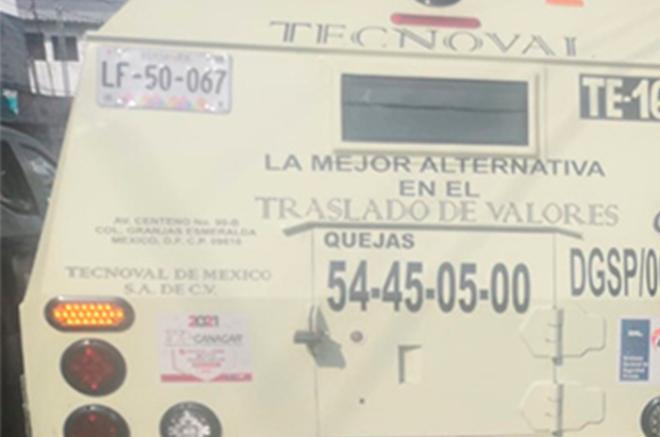 TECNOVAL
LF-50-067
TE-16
LA MEJOR ALTERNATIVA
EN EL
TRASLADO DE VALORES
AV. CENTENO No. 90-B
COL. GRANJAS ESMERALDA
MEXICO, D.F. C.P. 09810
TECNOVAL DE MEXICO
S.A. DE C.V.
QUEJAS
54-45-05-00
DGSP/0
2021
CANACAR